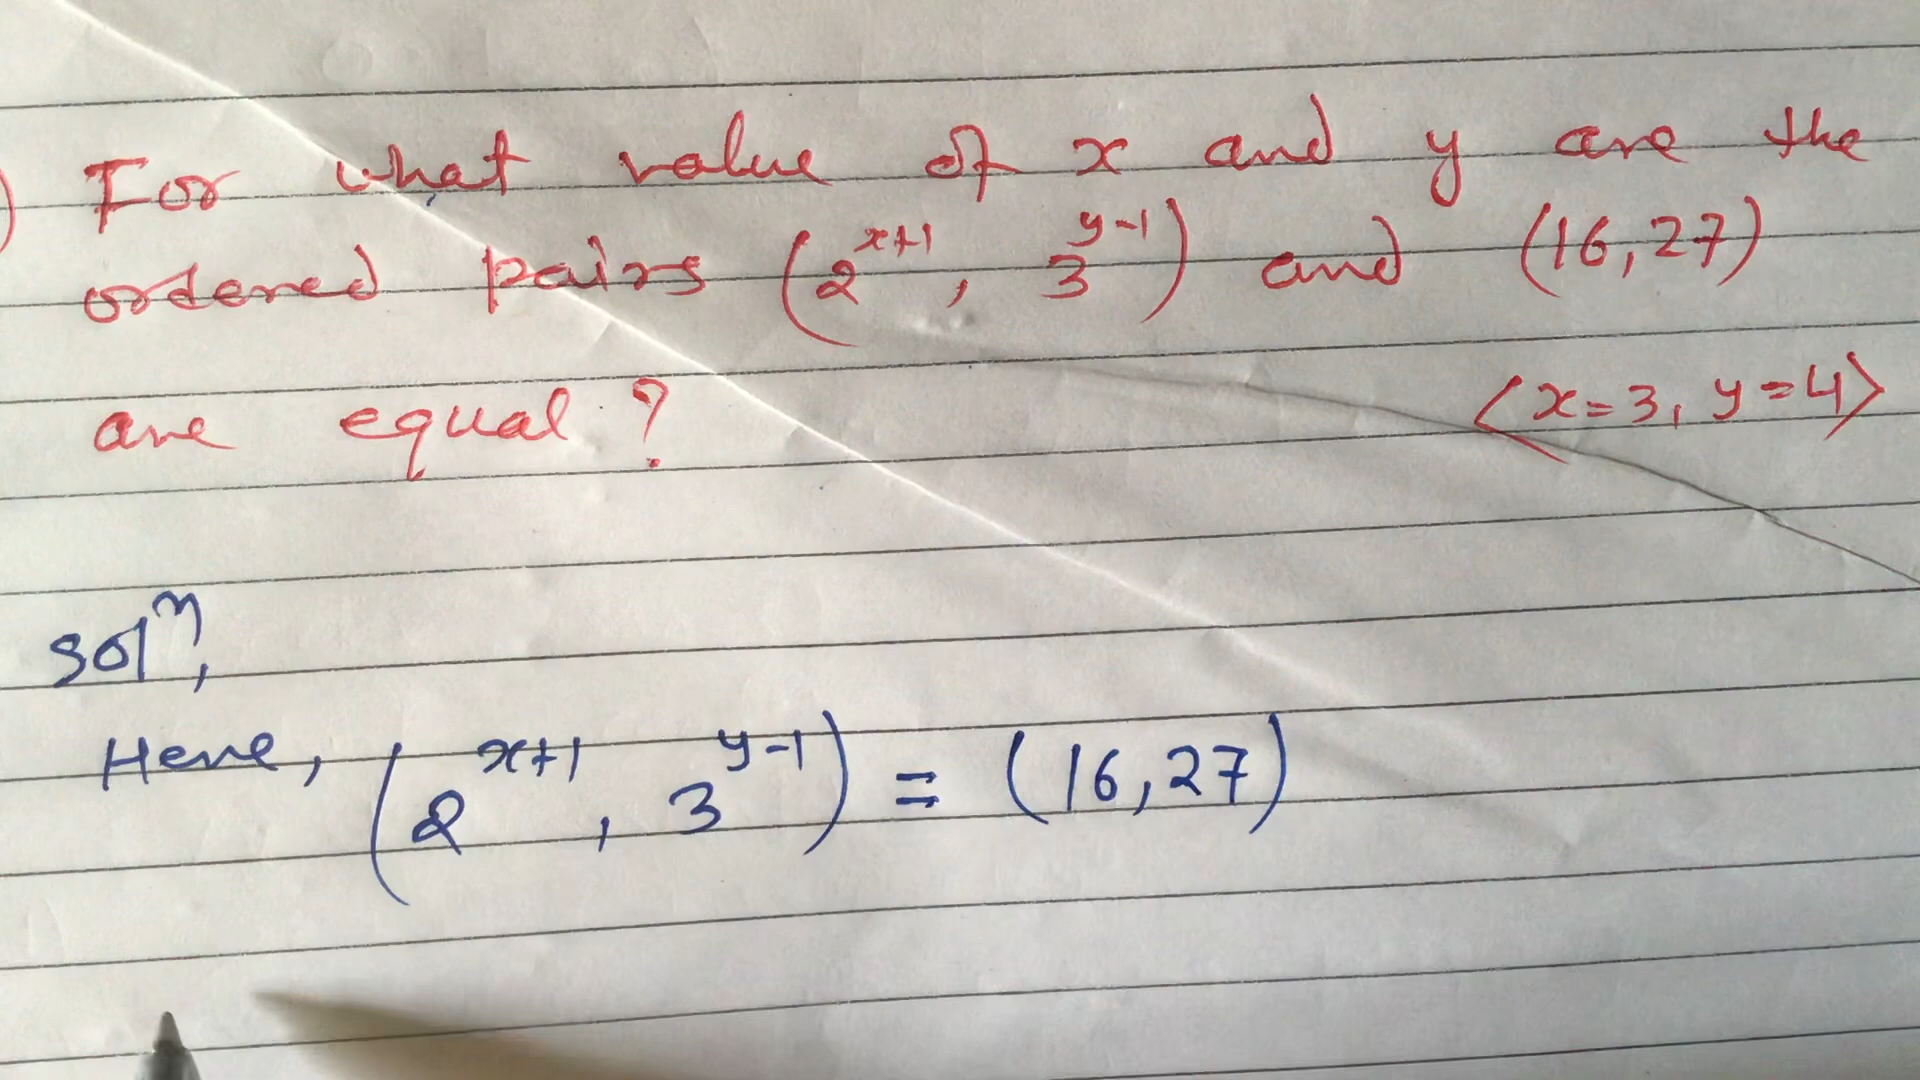 ) For what value of x and y are the
ordered pairs (2^{x+1}, 3^{y-1}) and (16,27)
are equal?
<x=3, y=4>
Solⁿ,
Here, (2^{x+1}, 3^{y-1}) = (16,27)